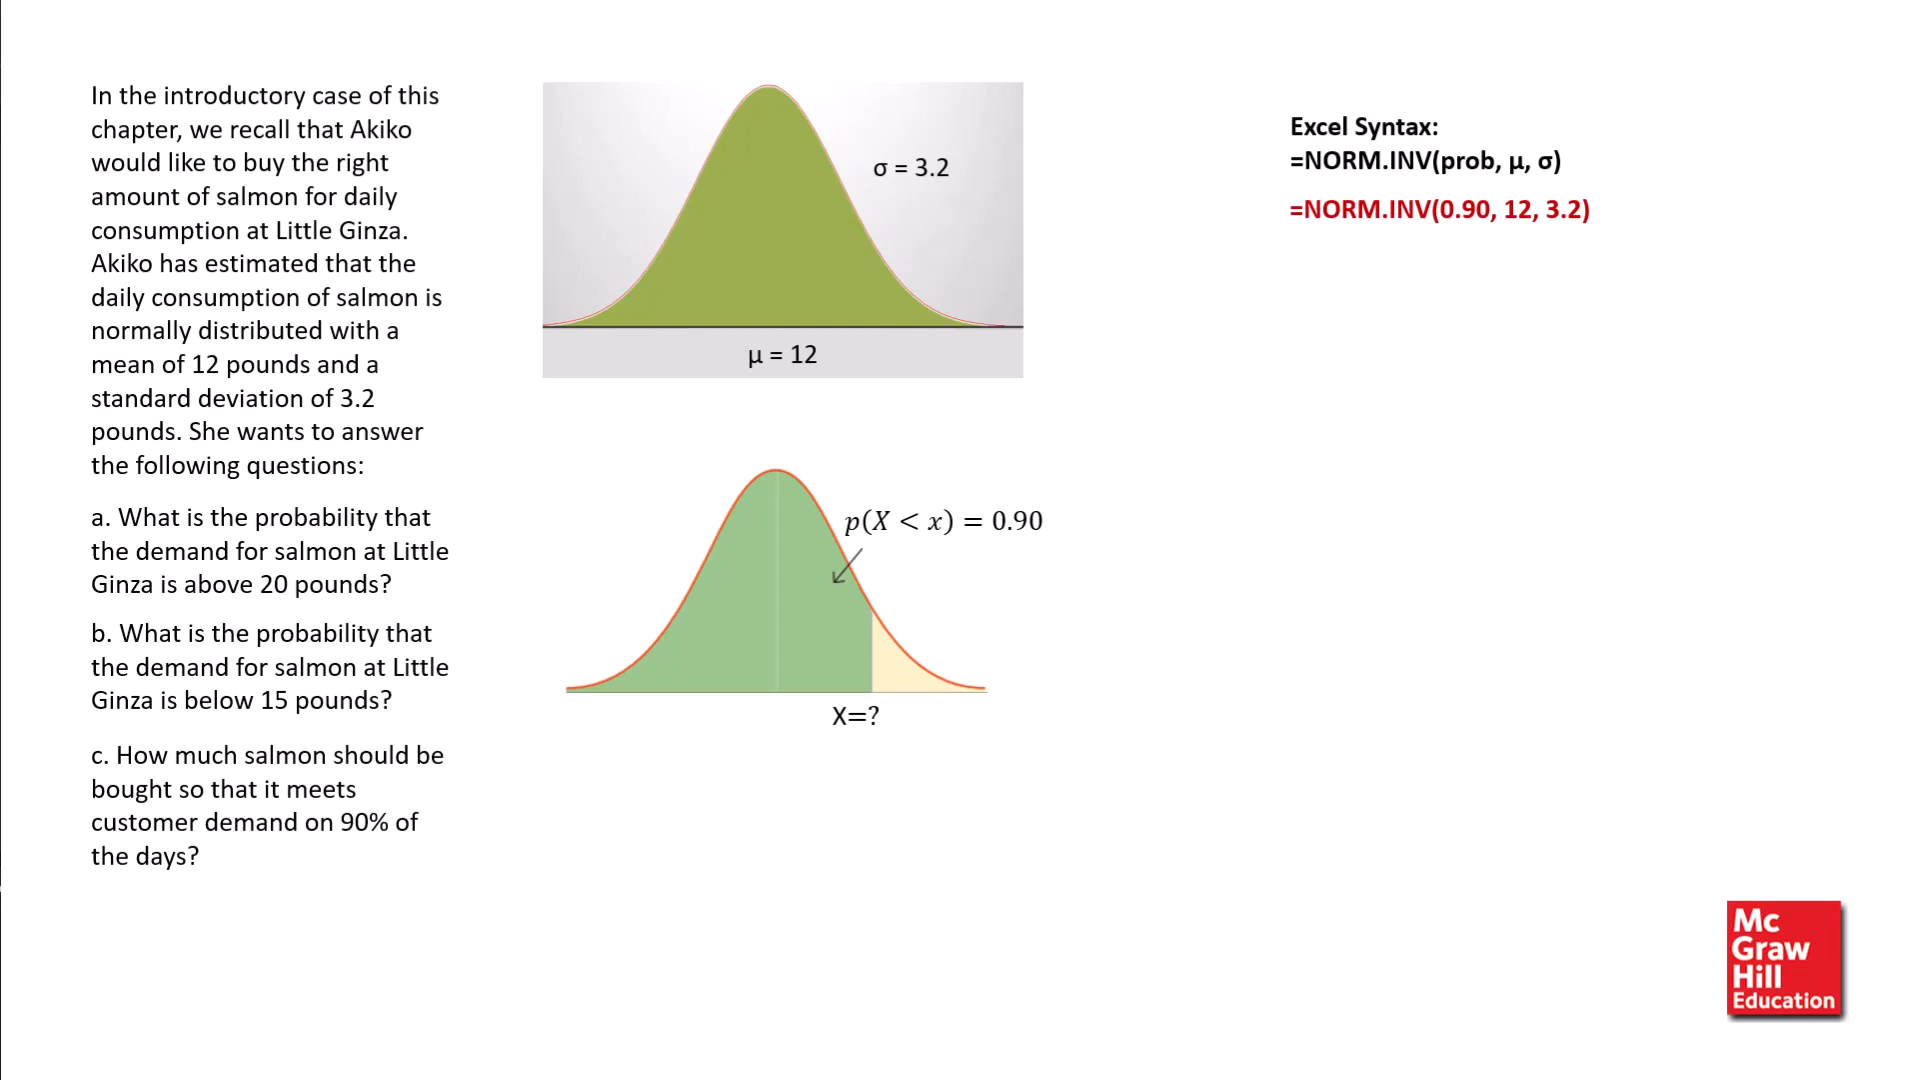 In the introductory case of this
chapter, we recall that Akiko
would like to buy the right
amount of salmon for daily
consumption at Little Ginza.
Akiko has estimated that the
daily consumption of salmon is
normally distributed with a
mean of 12 pounds and a
standard deviation of 3.2
pounds. She wants to answer
the following questions:
a. What is the probability that
the demand for salmon at Little
Ginza is above 20 pounds?
b. What is the probability that
the demand for salmon at Little
Ginza is below 15 pounds?
c. How much salmon should be
bought so that it meets
customer demand on 90% of
the days?
σ = 3.2
μ = 12
p(X < x) = 0.90
X=?
Excel Syntax:
=NORM.INV(prob, μ, σ)
=NORM.INV(0.90, 12, 3.2)
Mc
Graw
Hill
Education